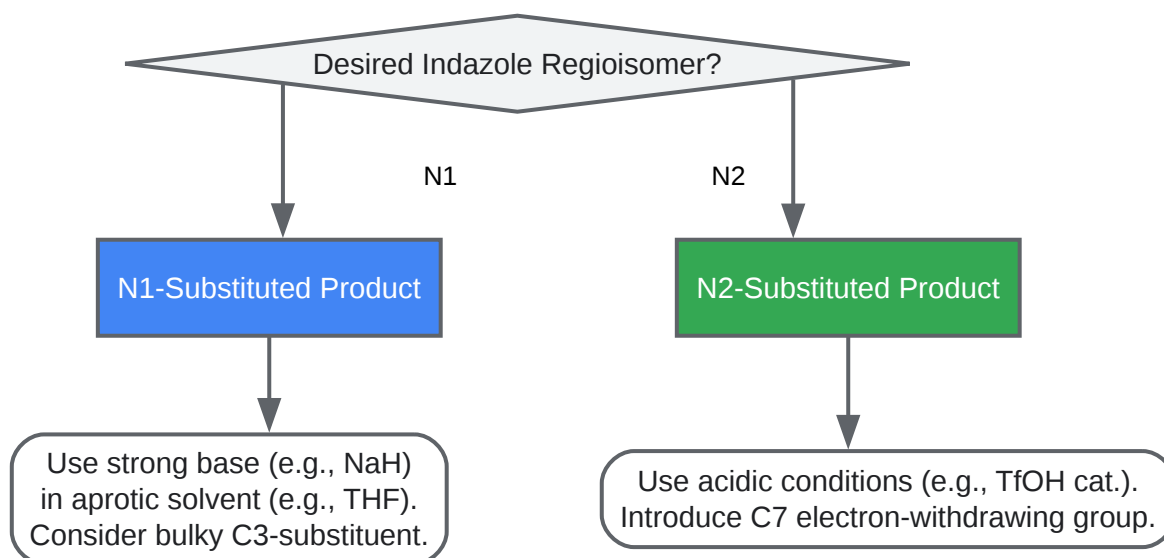 Desired Indazole Regioisomer?
N1
N2
N1-Substituted Product
N2-Substituted Product
Use strong base (e.g., NaH)
in aprotic solvent (e.g., THF).
Consider bulky C3-substituent.
Use acidic conditions (e.g., TfOH cat.).
Introduce C7 electron-withdrawing group.